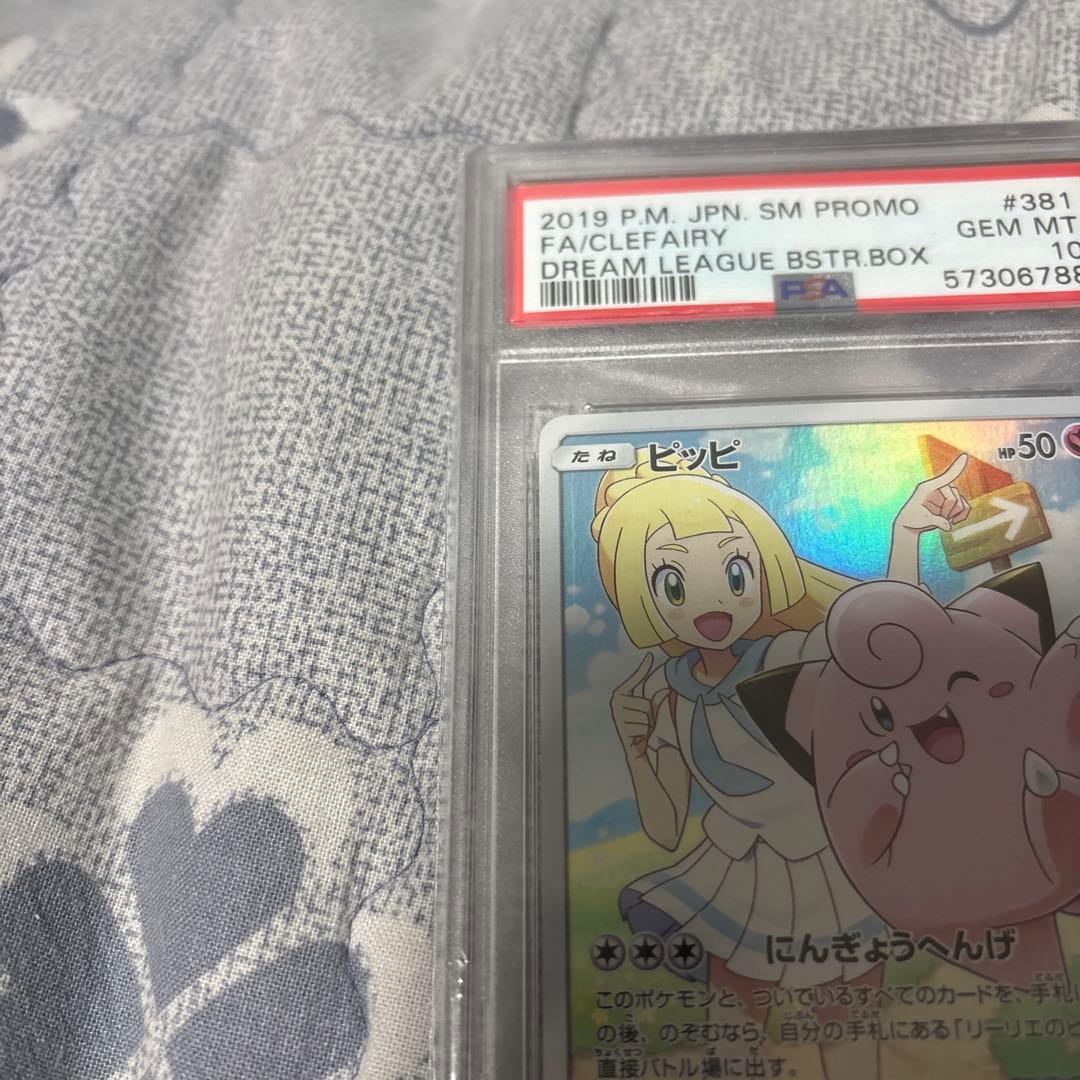 2019 P.M. JPN. SM PROMO #381
FA/CLEFAIRY GEM MT
DREAM LEAGUE BSTR.BOX 10
PSA 57306788
たね ピッピ HP50
にんぎょうへんげ
このポケモンと、ついているすべてのカードを、手札に
の後、のぞむなら、自分の手札にある「リーリエのピ
直接バトル場に出す。